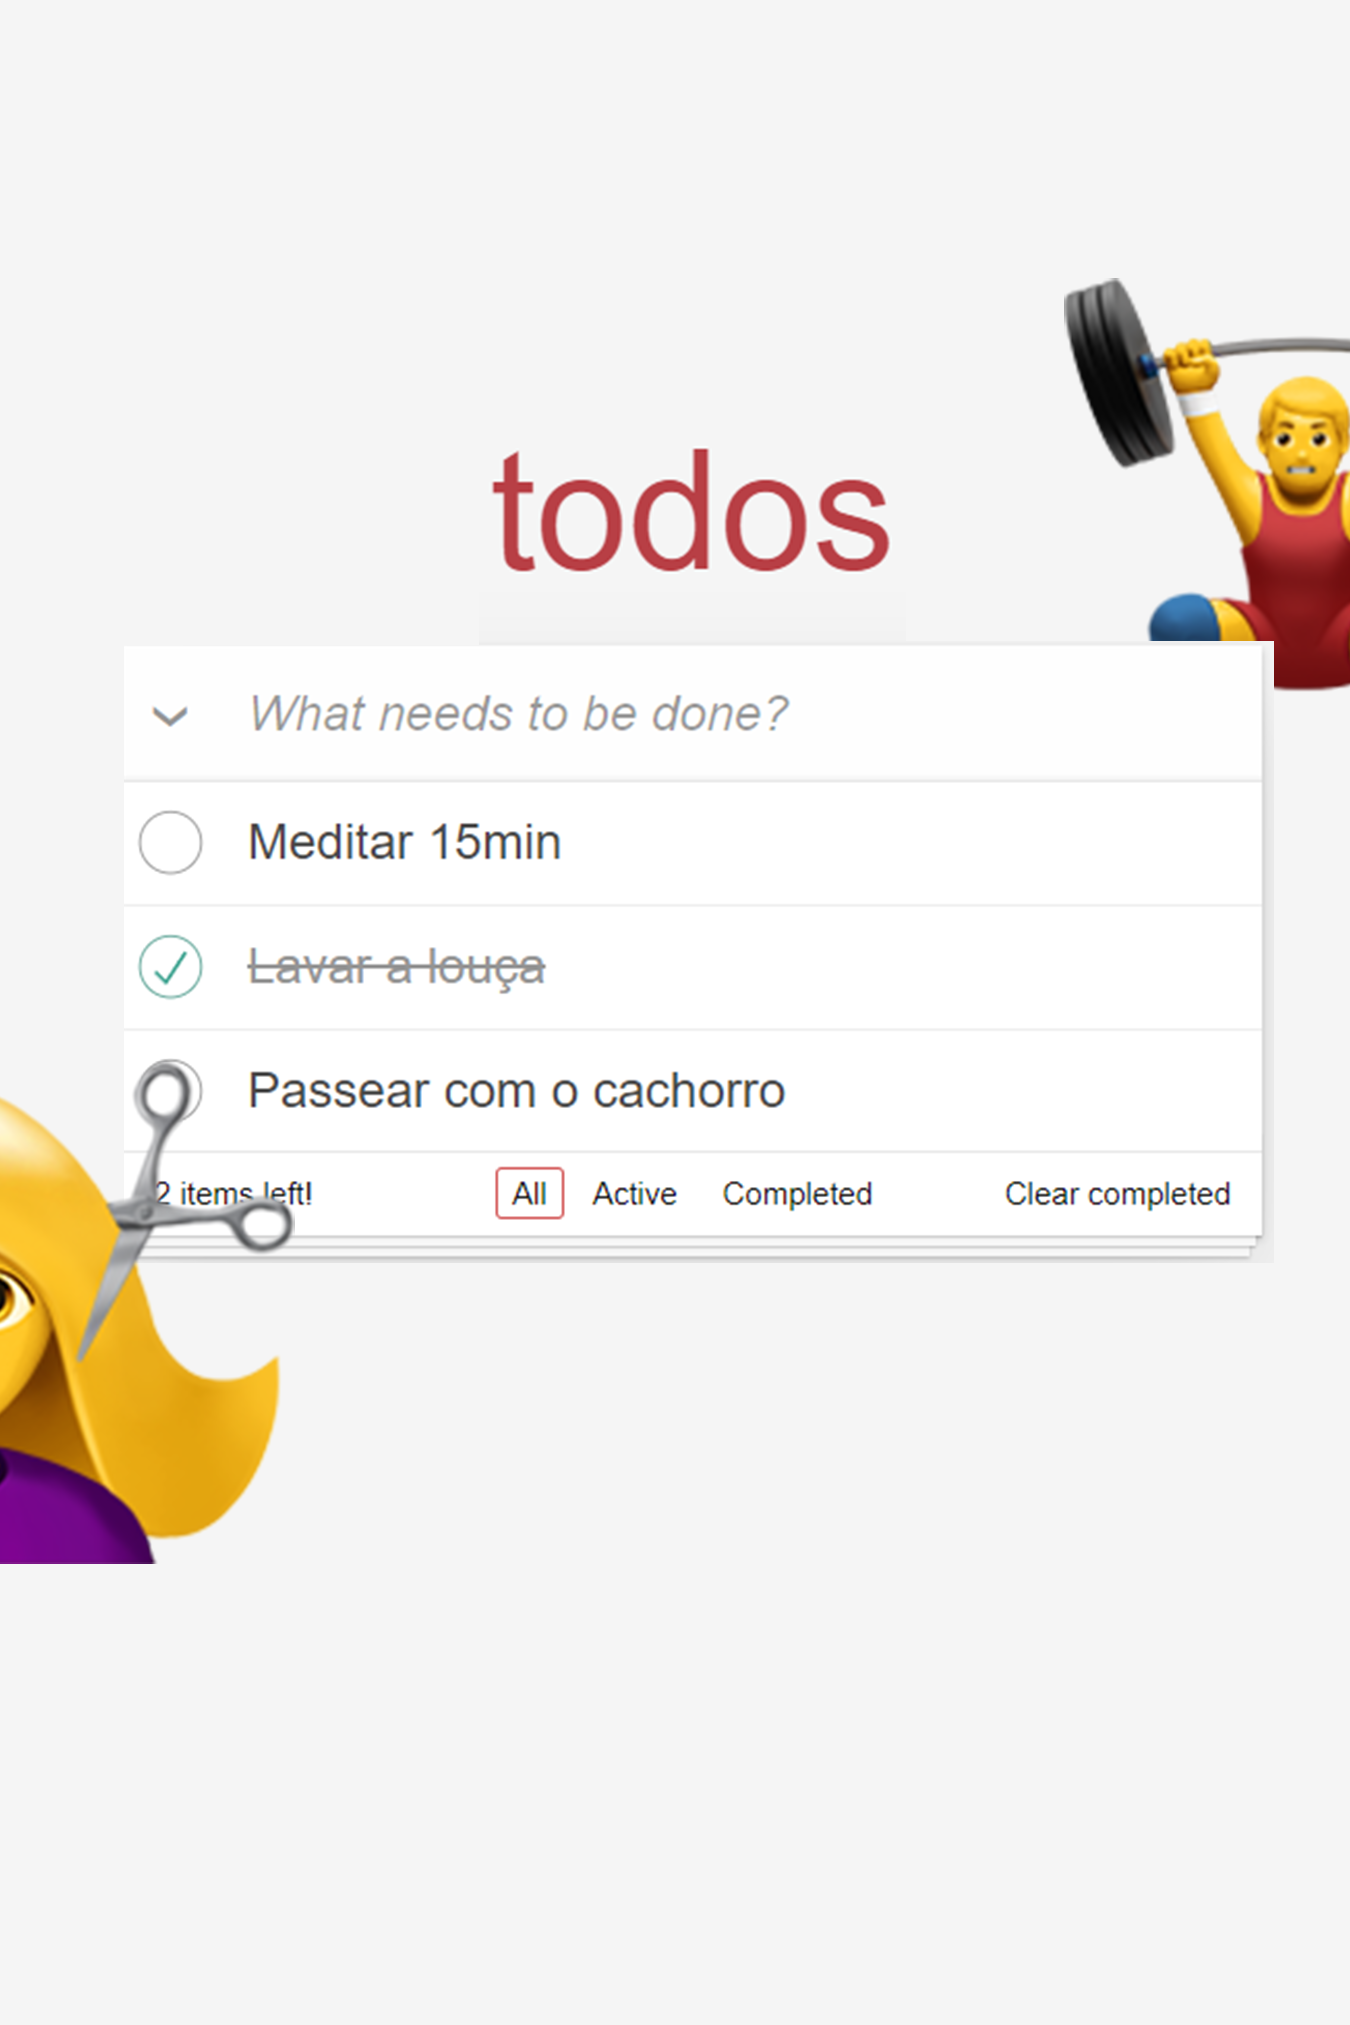 todos
What needs to be done?
Meditar 15min
Lavar a louça
Passear com o cachorro
2 items left! All Active Completed Clear completed